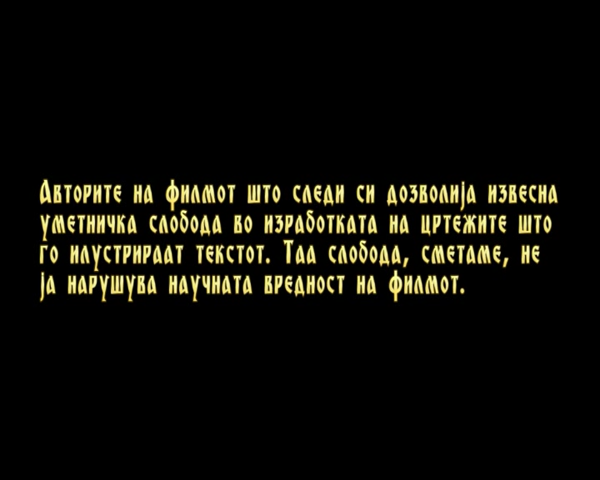 Авторите на филмот што следи си дозволија извесна
уметничка слобода во изработката на цртежите што
го илустрираат текстот. Таа слобода, сметаме, не
ја нарушува научната вредност на филмот.